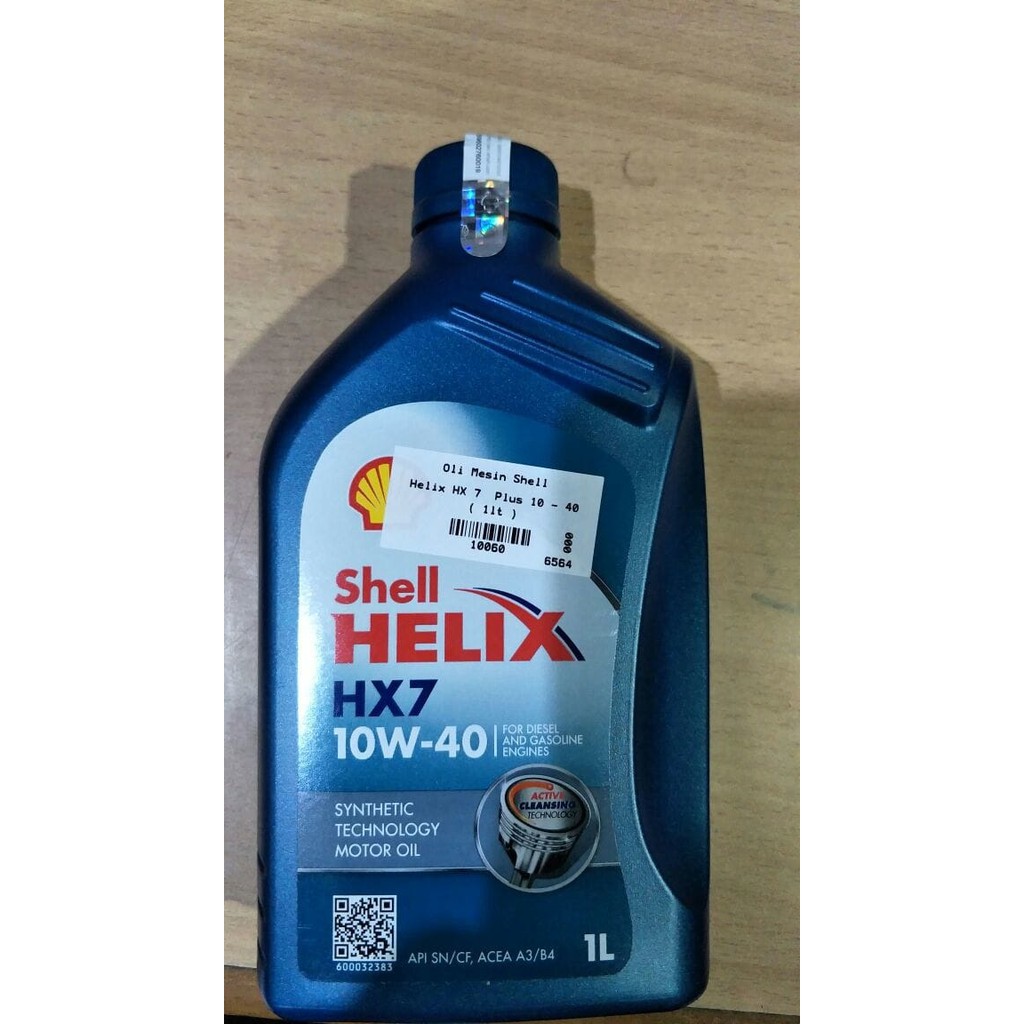 Oli Mesin Shell
Helix HX 7 Plus 10 - 40
( 1lt )
10060
000
6564
Shell
HELIX
HX7
10W-40
FOR DIESEL
AND GASOLINE
ENGINES
ACTIVE
CLEANSING
TECHNOLOGY
SYNTHETIC
TECHNOLOGY
MOTOR OIL
600032383
API SN/CF, ACEA A3/B4
1L